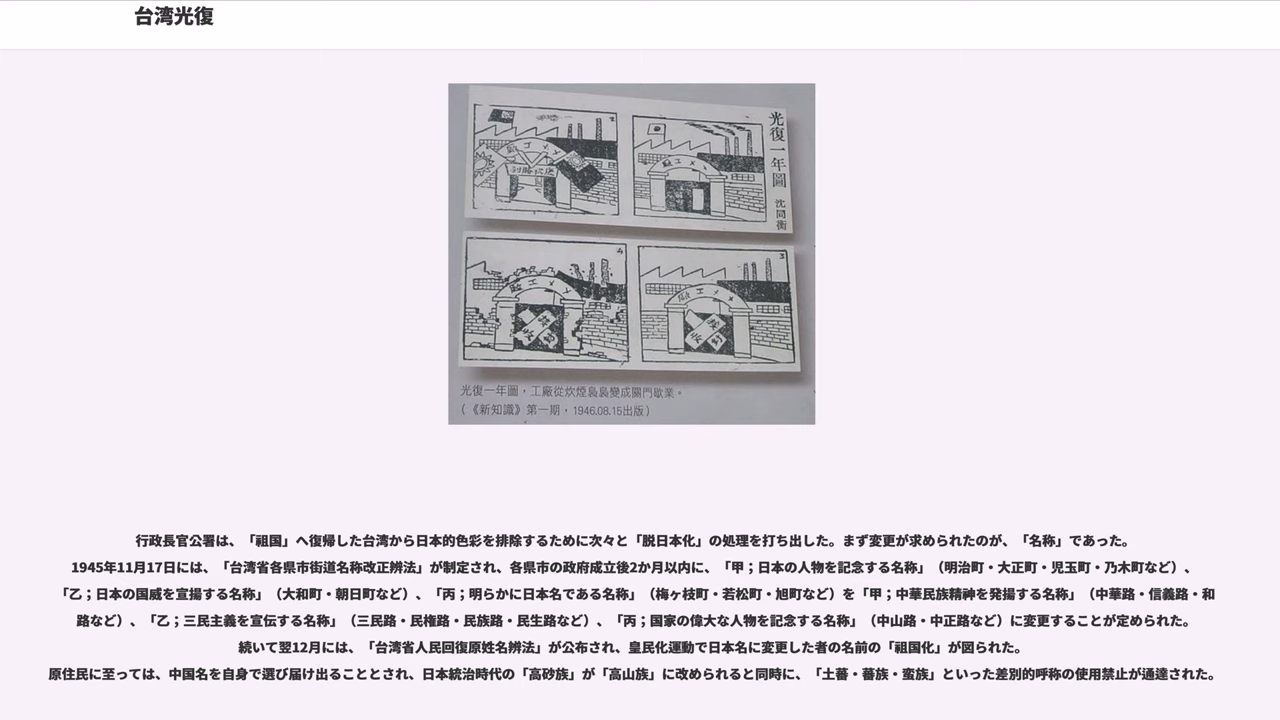 台湾光復
光復一年圖
沈同衡
2
4
3
光復一年圖，工廠從炊煙裊裊變成關門歇業。
（《新知識》第一期，1946.08.15出版）
行政長官公署は、「祖国」へ復帰した台湾から日本的色彩を排除するために次々と「脱日本化」の処理を打ち出した。まず変更が求められたのが、「名称」であった。
1945年11月17日には、「台湾省各県市街道名称改正辨法」が制定され、各県市の政府成立後2か月以内に、「甲；日本の人物を記念する名称」（明治町・大正町・児玉町・乃木町など）、
「乙；日本の国威を宣揚する名称」（大和町・朝日町など）、「丙；明らかに日本名である名称」（梅ヶ枝町・若松町・旭町など）を「甲；中華民族精神を発揚する名称」（中華路・信義路・和
路など）、「乙；三民主義を宣伝する名称」（三民路・民権路・民族路・民生路など）、「丙；国家の偉大な人物を記念する名称」（中山路・中正路など）に変更することが定められた。
続いて翌12月には、「台湾省人民回復原姓名辨法」が公布され、皇民化運動で日本名に変更した者の名前の「祖国化」が図られた。
原住民に至っては、中国名を自身で選び届け出ることとされ、日本統治時代の「高砂族」が「高山族」に改められると同時に、「土蕃・蕃族・蛮族」といった差別的呼称の使用禁止が通達された。